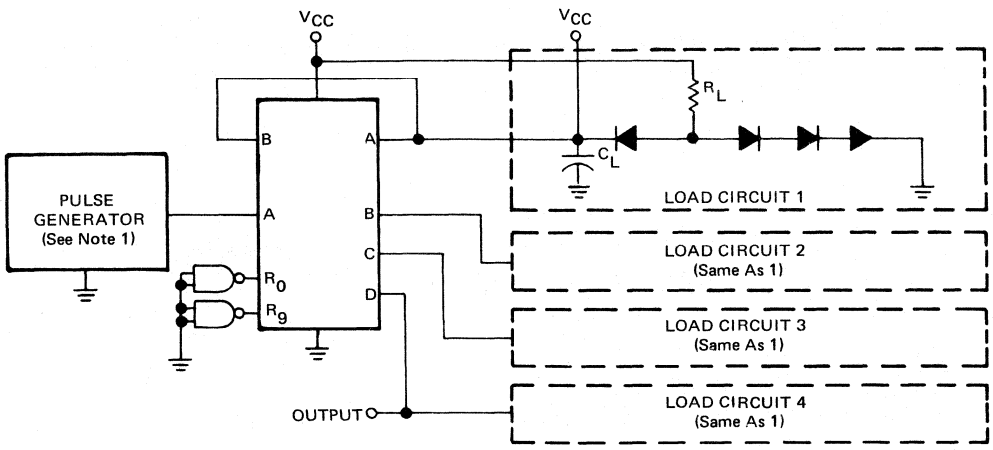 VCC
VCC
RL
B
A
CL
LOAD CIRCUIT 1
PULSE
GENERATOR
(See Note 1)
A
B
LOAD CIRCUIT 2
(Same As 1)
C
R0
D
R9
LOAD CIRCUIT 3
(Same As 1)
OUTPUT
LOAD CIRCUIT 4
(Same As 1)